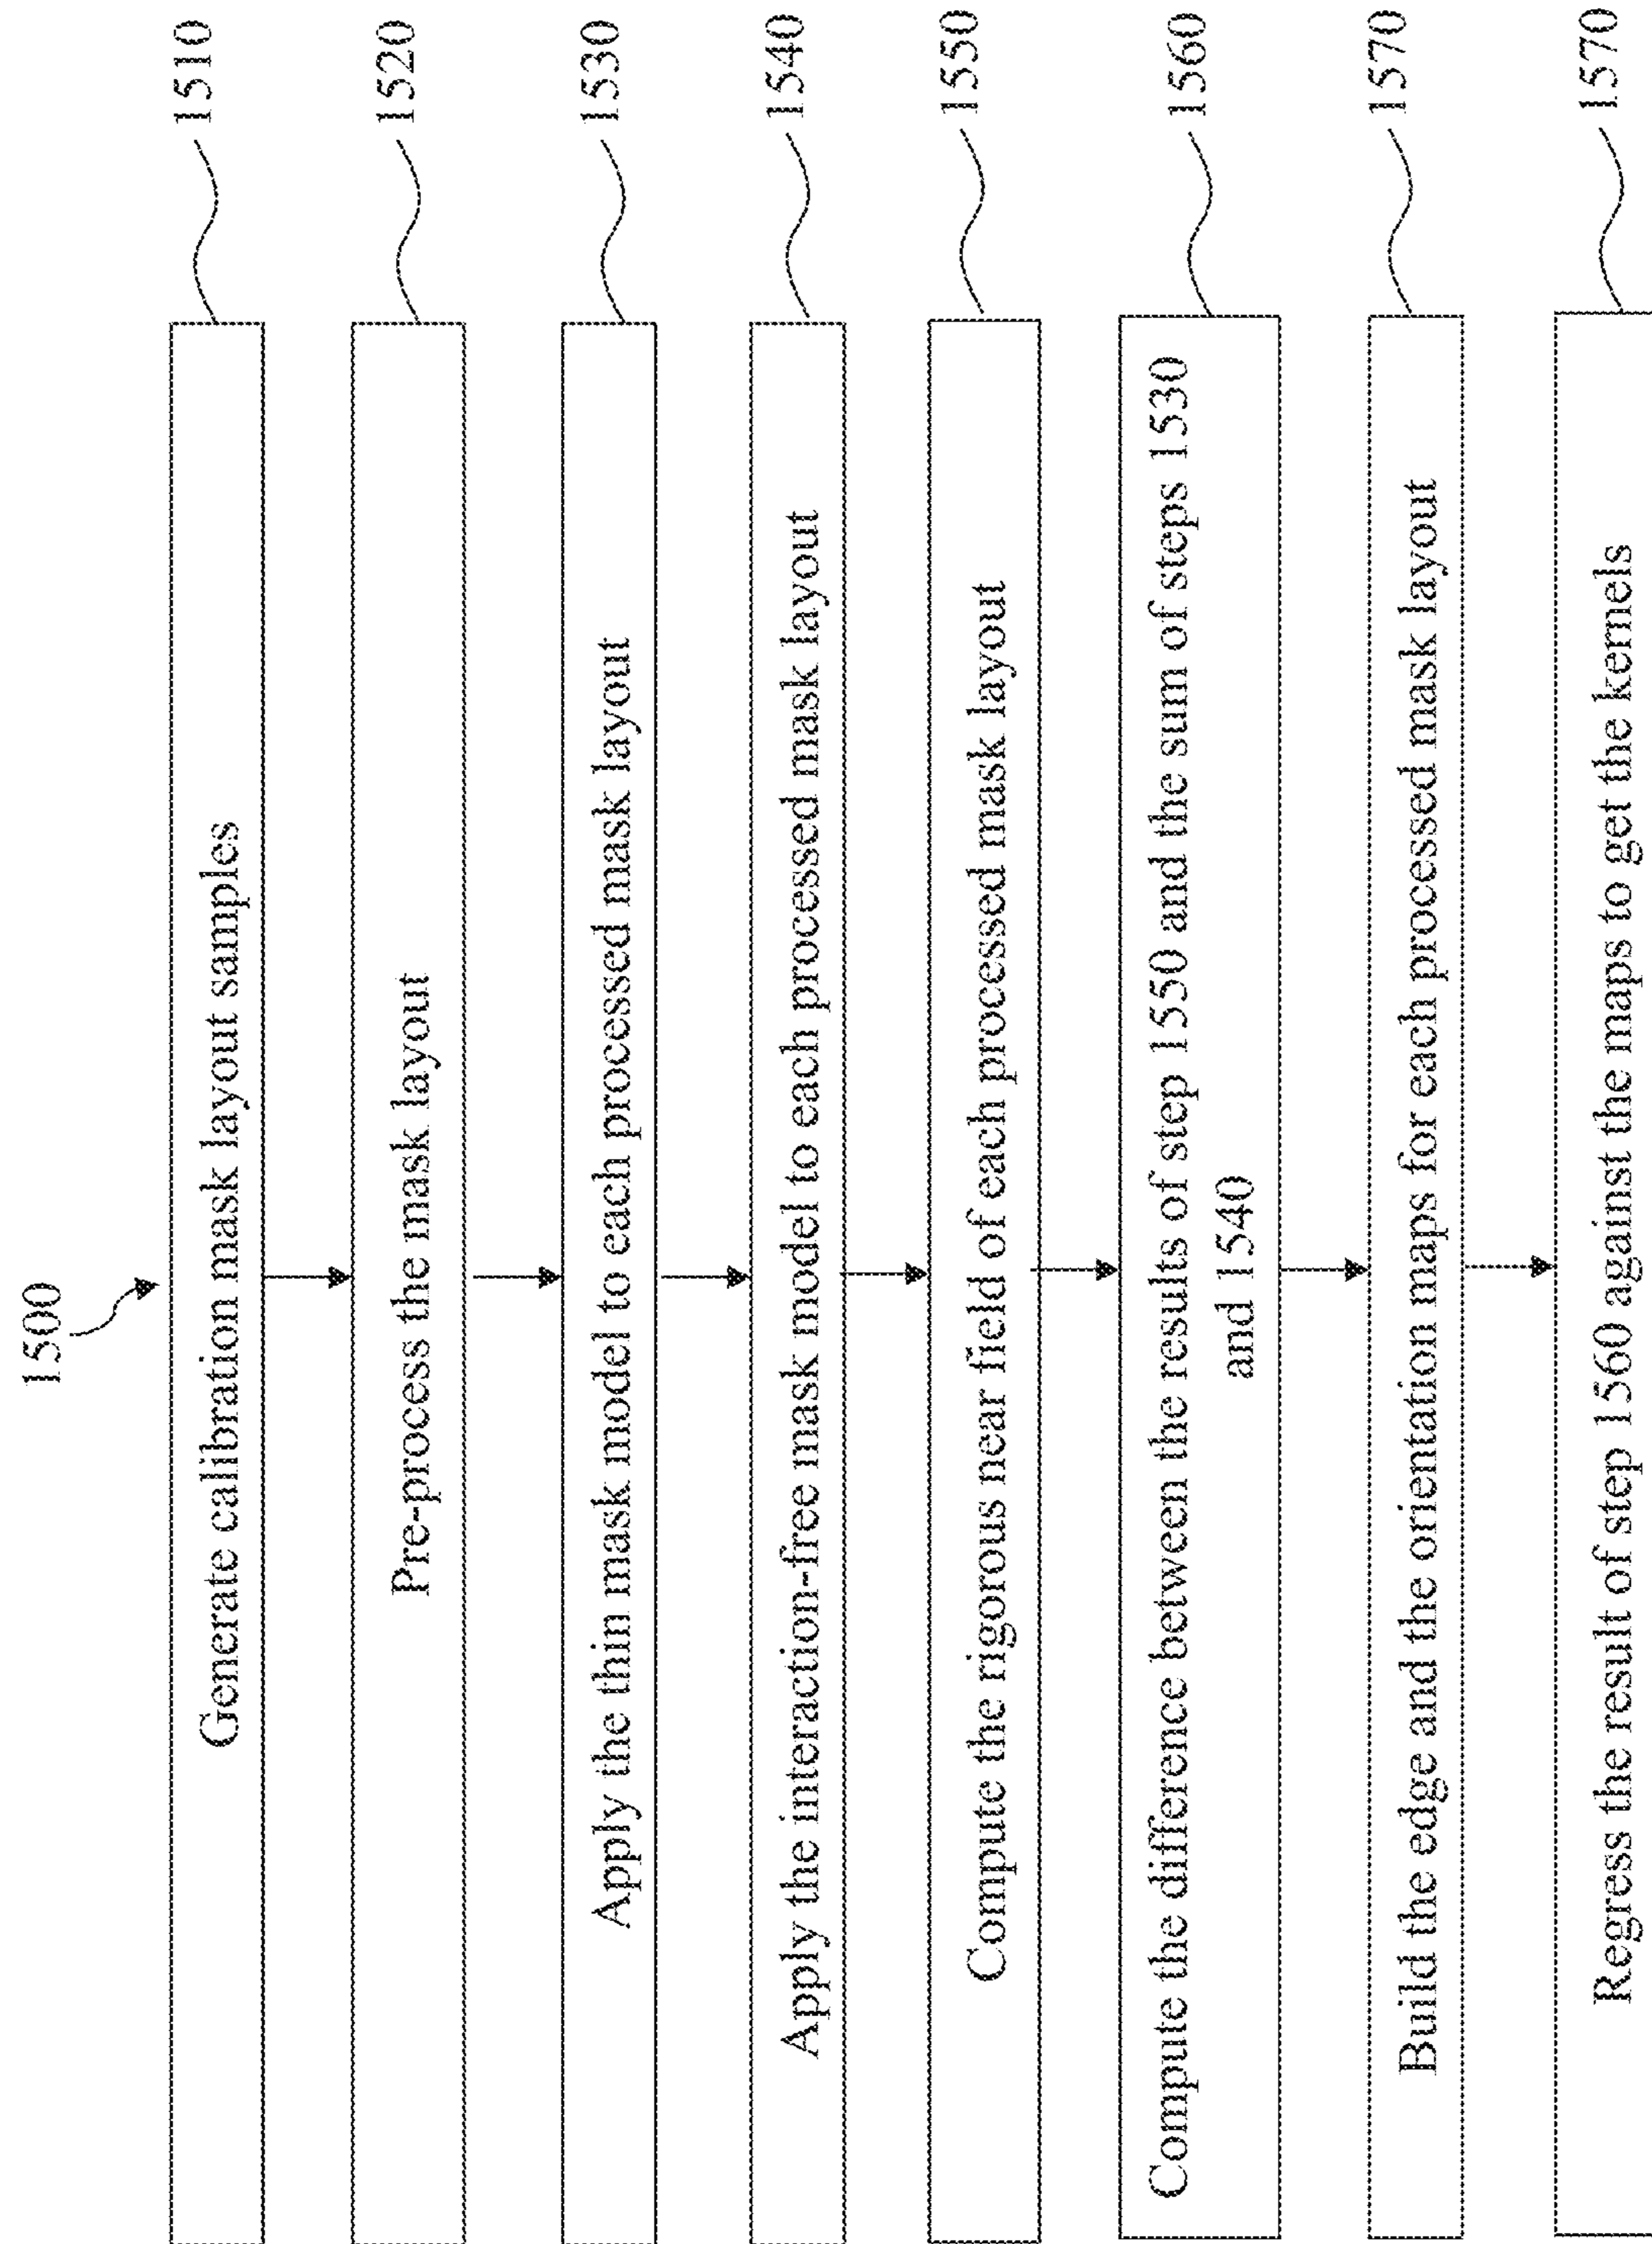 1500
Generate calibration mask layout samples
1510
Pre-process the mask layout
1520
Apply the thin mask model to each processed mask layout
1530
Apply the interaction-free mask model to each processed mask layout
1540
Compute the rigorous near field of each processed mask layout
1550
Compute the difference between the results of step 1550 and the sum of steps 1530
and 1540
1560
Build the edge and the orientation maps for each processed mask layout
1570
Regress the result of step 1560 against the maps to get the kernels
1570